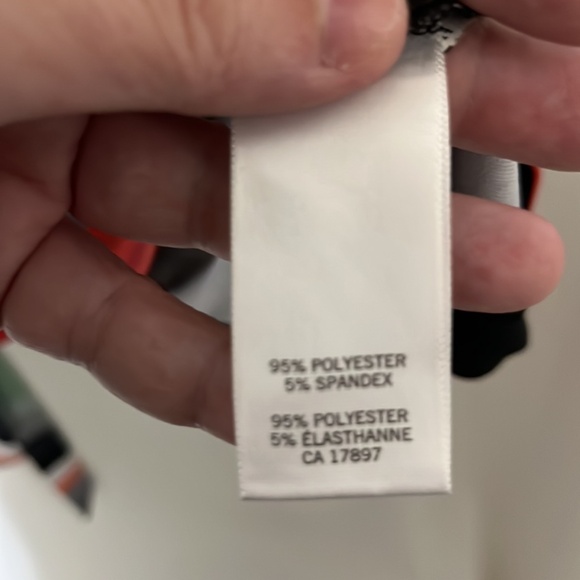 95% POLYESTER
5% SPANDEX
95% POLYESTER
5% ÉLASTHANNE
CA 17897